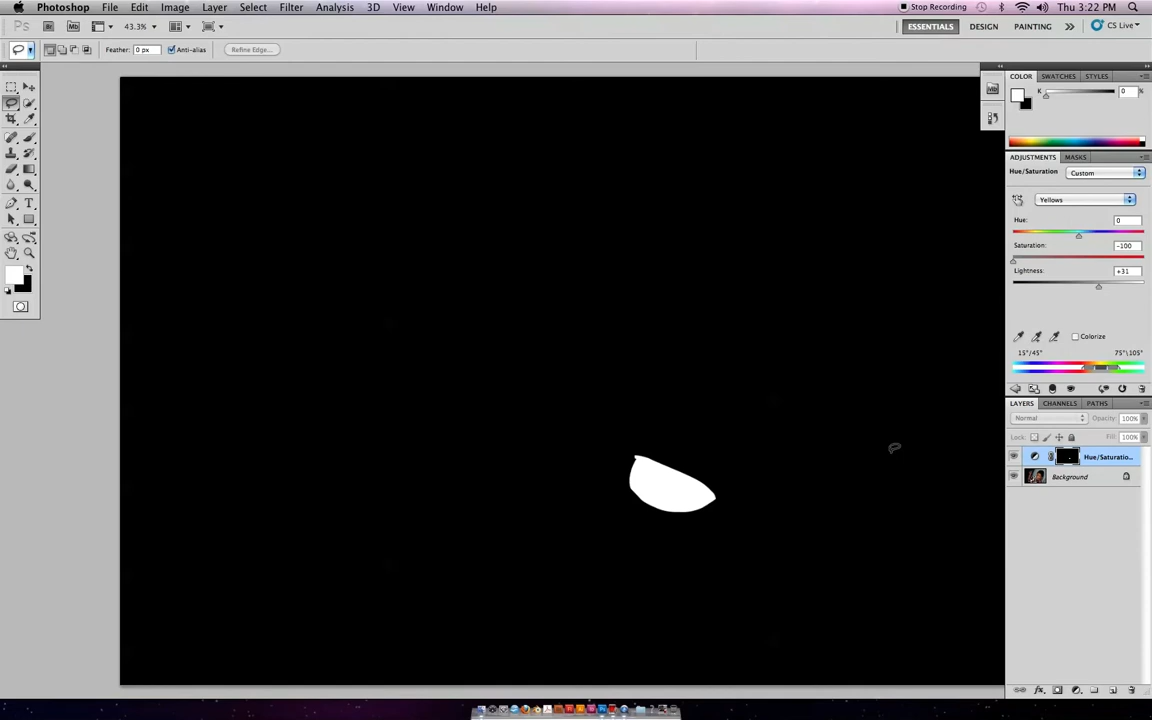 Photoshop File Edit Image Layer Select Filter Analysis 3D View Window Help Stop Recording Thu 3:22 PM
Ps Br Mb 43.3% ESSENTIALS DESIGN PAINTING CS Live
Feather: 0 px Anti-alias Refine Edge...
COLOR SWATCHES STYLES
K 0 %
ADJUSTMENTS MASKS
Hue/Saturation Custom
Yellows
Hue: 0
Saturation: -100
Lightness: +31
Colorize
15°/45° 75°\105°
LAYERS CHANNELS PATHS
Normal Opacity: 100%
Lock: Fill: 100%
Hue/Saturatio...
Background